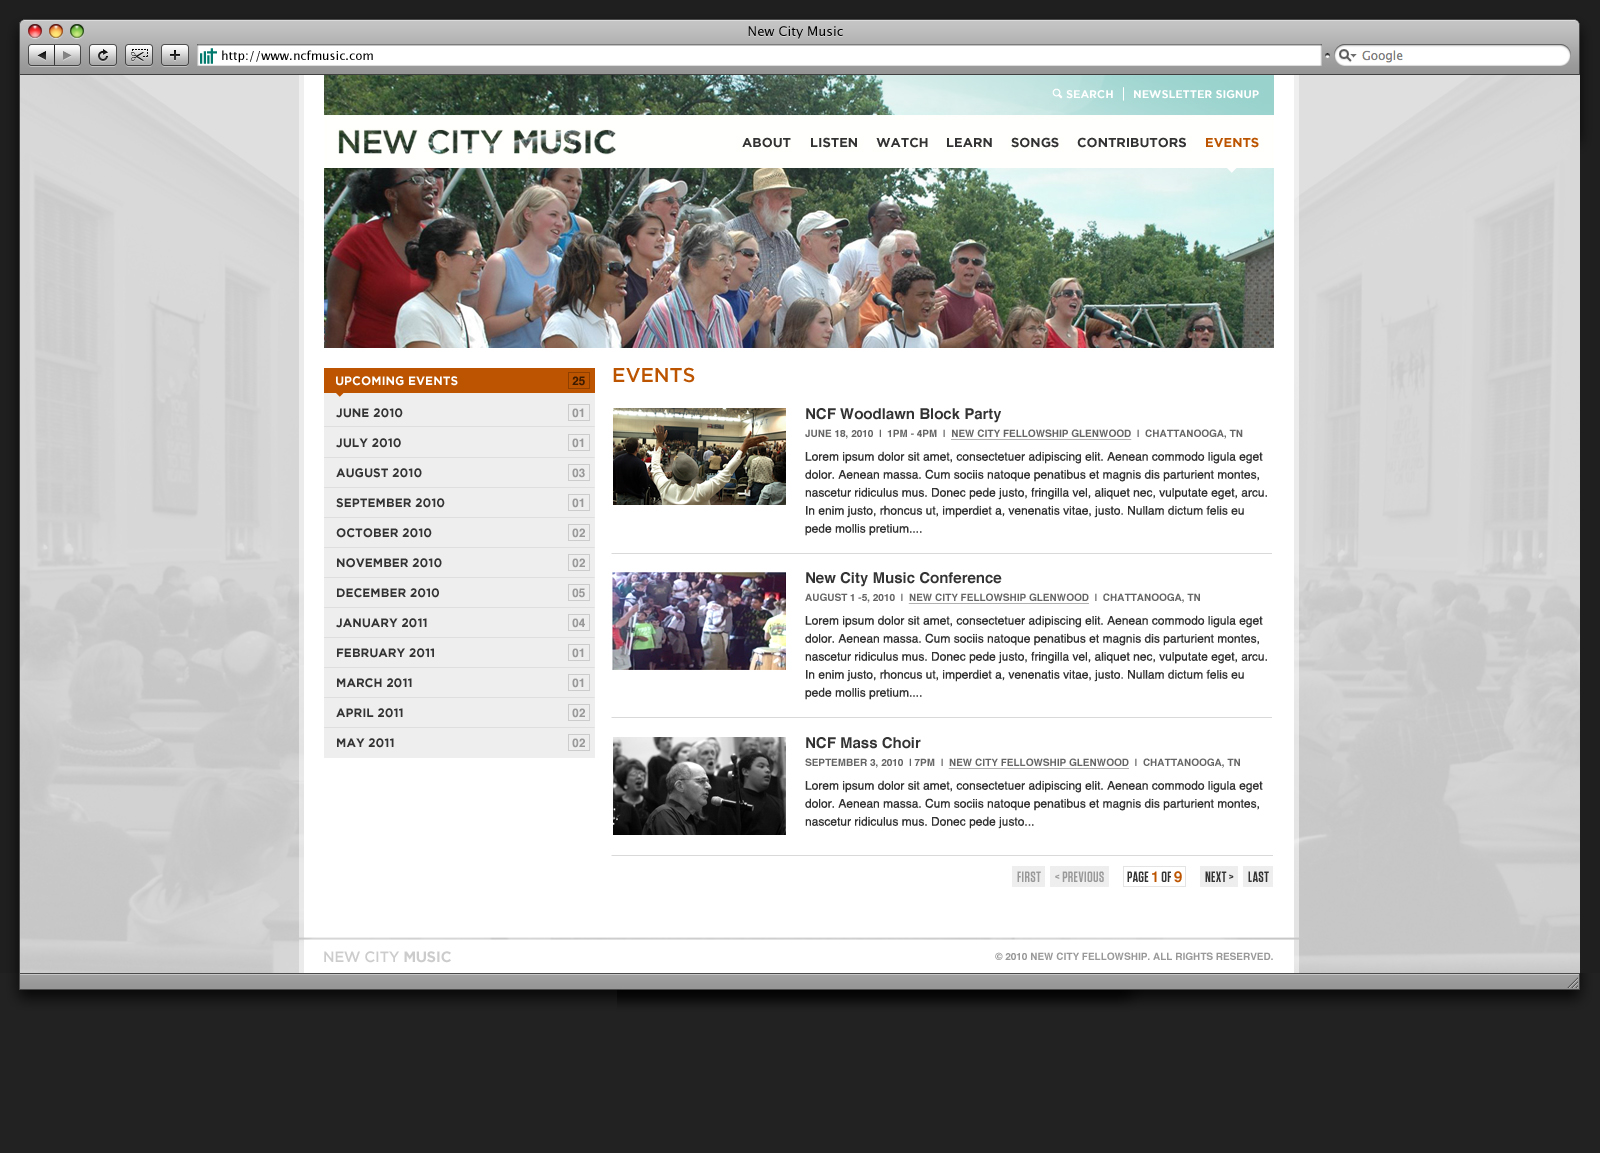 New City Music
http://www.ncfmusic.com
Google
SEARCH | NEWSLETTER SIGNUP
NEW CITY MUSIC
ABOUT LISTEN WATCH LEARN SONGS CONTRIBUTORS EVENTS
UPCOMING EVENTS 25
JUNE 2010 01
JULY 2010 01
AUGUST 2010 03
SEPTEMBER 2010 01
OCTOBER 2010 02
NOVEMBER 2010 02
DECEMBER 2010 05
JANUARY 2011 04
FEBRUARY 2011 01
MARCH 2011 01
APRIL 2011 02
MAY 2011 02
EVENTS
NCF Woodlawn Block Party
JUNE 18, 2010 | 1PM - 4PM | NEW CITY FELLOWSHIP GLENWOOD | CHATTANOOGA, TN
Lorem ipsum dolor sit amet, consectetuer adipiscing elit. Aenean commodo ligula eget
dolor. Aenean massa. Cum sociis natoque penatibus et magnis dis parturient montes,
nascetur ridiculus mus. Donec pede justo, fringilla vel, aliquet nec, vulputate eget, arcu.
In enim justo, rhoncus ut, imperdiet a, venenatis vitae, justo. Nullam dictum felis eu
pede mollis pretium....
New City Music Conference
AUGUST 1 -5, 2010 | NEW CITY FELLOWSHIP GLENWOOD | CHATTANOOGA, TN
Lorem ipsum dolor sit amet, consectetuer adipiscing elit. Aenean commodo ligula eget
dolor. Aenean massa. Cum sociis natoque penatibus et magnis dis parturient montes,
nascetur ridiculus mus. Donec pede justo, fringilla vel, aliquet nec, vulputate eget, arcu.
In enim justo, rhoncus ut, imperdiet a, venenatis vitae, justo. Nullam dictum felis eu
pede mollis pretium....
NCF Mass Choir
SEPTEMBER 3, 2010 | 7PM | NEW CITY FELLOWSHIP GLENWOOD | CHATTANOOGA, TN
Lorem ipsum dolor sit amet, consectetuer adipiscing elit. Aenean commodo ligula eget
dolor. Aenean massa. Cum sociis natoque penatibus et magnis dis parturient montes,
nascetur ridiculus mus. Donec pede justo...
FIRST < PREVIOUS PAGE 1 OF 9 NEXT > LAST
NEW CITY MUSIC
© 2010 NEW CITY FELLOWSHIP. ALL RIGHTS RESERVED.